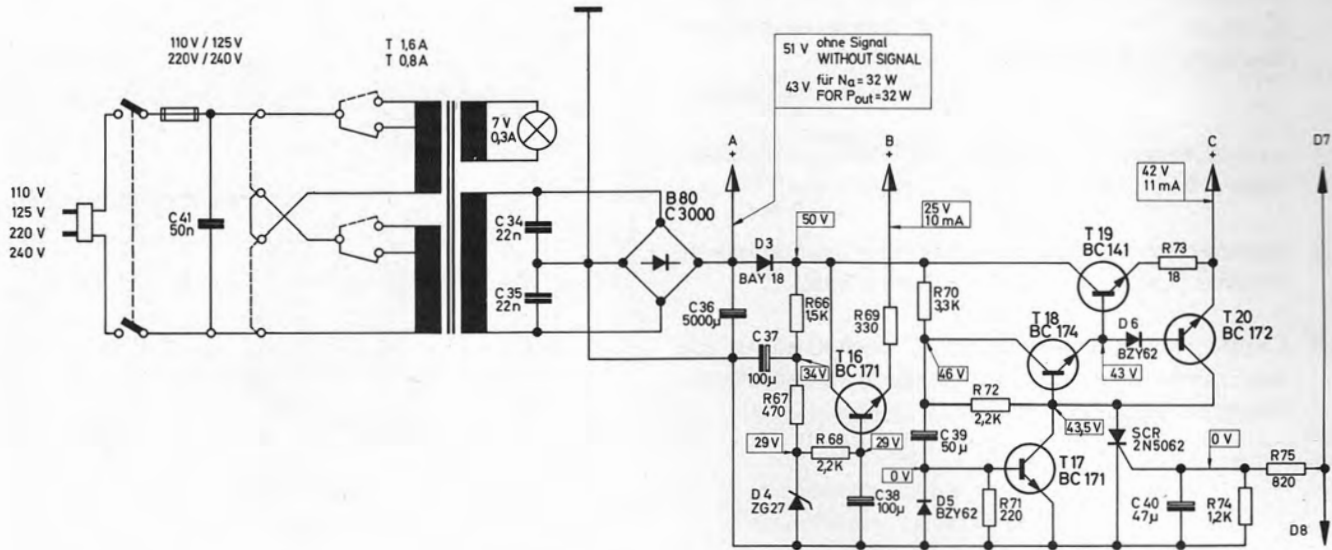 110 V / 125 V
220 V / 240 V
T 1,6 A
T 0,8 A
51 V ohne Signal
WITHOUT SIGNAL
43 V für Na = 32 W
FOR Pout = 32 W
7 V
0,3A
110 V
125 V
220 V
240 V
C 41
50n
C 34
22n
C 35
22n
B 80
C 3000
A
+
B
+
C
+
D7
42 V
11 mA
25 V
10 mA
50 V
D 3
BAY 18
C 36
5000µ
C 37
100µ
R 66
1,5K
34 V
R 67
470
T 16
BC 171
R 69
330
R 70
3,3K
46 V
T 19
BC 141
R 73
18
T 18
BC 174
D 6
BZY62
43 V
T 20
BC 172
R 72
2,2K
43,5 V
29 V
R 68
2,2K
29 V
C 39
50 µ
0 V
T 17
BC 171
SCR
2N5062
0 V
R75
820
D 4
ZG27
C 38
100µ
D 5
BZY62
R 71
220
C 40
47µ
R 74
1,2K
D8